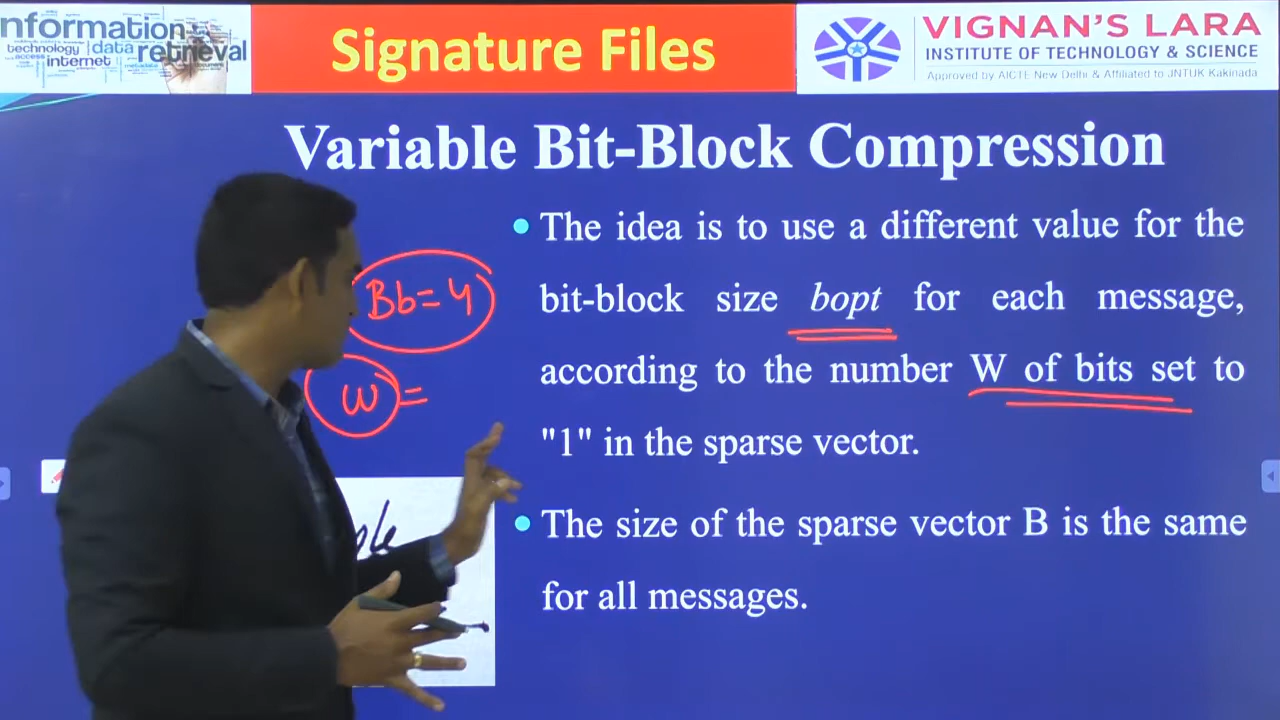 nformation
technology data retrieval
access internet
Signature Files
VIGNAN'S LARA
INSTITUTE OF TECHNOLOGY & SCIENCE
Approved by AICTE New Delhi & Affiliated to JNTUK Kakinada
Variable Bit-Block Compression
• The idea is to use a different value for the
bit-block size bopt for each message,
according to the number W of bits set to
"1" in the sparse vector.
• The size of the sparse vector B is the same
for all messages.
Bb=4
W=
ple